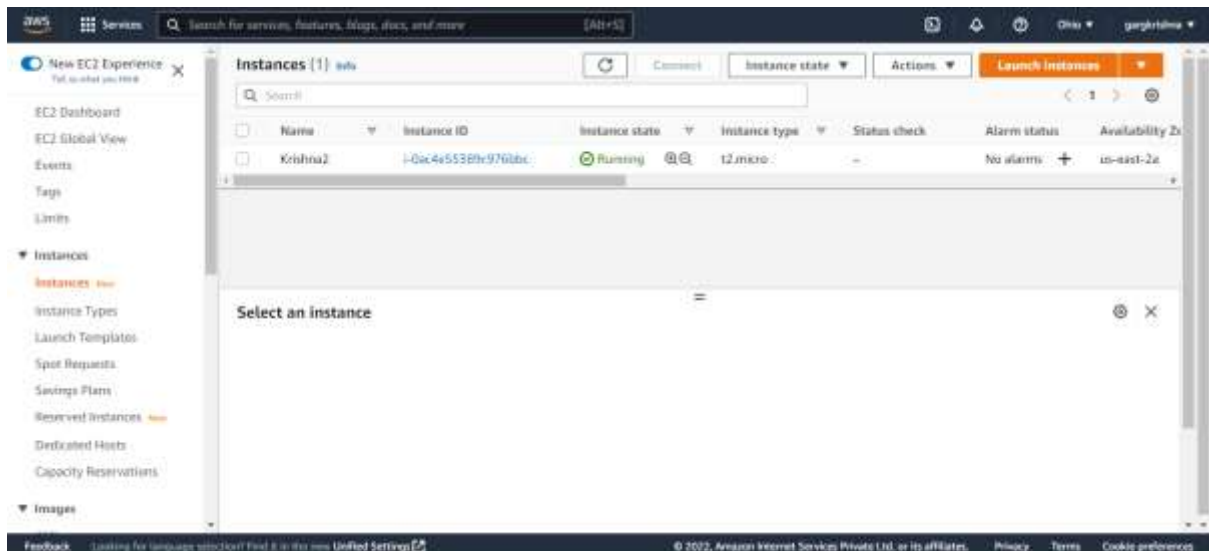 aws Services Search for services, features, blogs, docs, and more [Alt+S] Ohio gargkrishna
New EC2 Experience
Tell us what you think
EC2 Dashboard
EC2 Global View
Events
Tags
Limits
Instances
Instances New
Instance Types
Launch Templates
Spot Requests
Savings Plans
Reserved Instances New
Dedicated Hosts
Capacity Reservations
Images
Instances (1) Info Connect Instance state Actions Launch instances
Search 1
Name Instance ID Instance state Instance type Status check Alarm status Availability Zo
Krishna2 Running t2.micro – No alarms + us-east-2a
Select an instance
Feedback Looking for language selection? Find it in the new Unified Settings © 2022, Amazon Internet Services Private Ltd. or its affiliates. Privacy Terms Cookie preferences